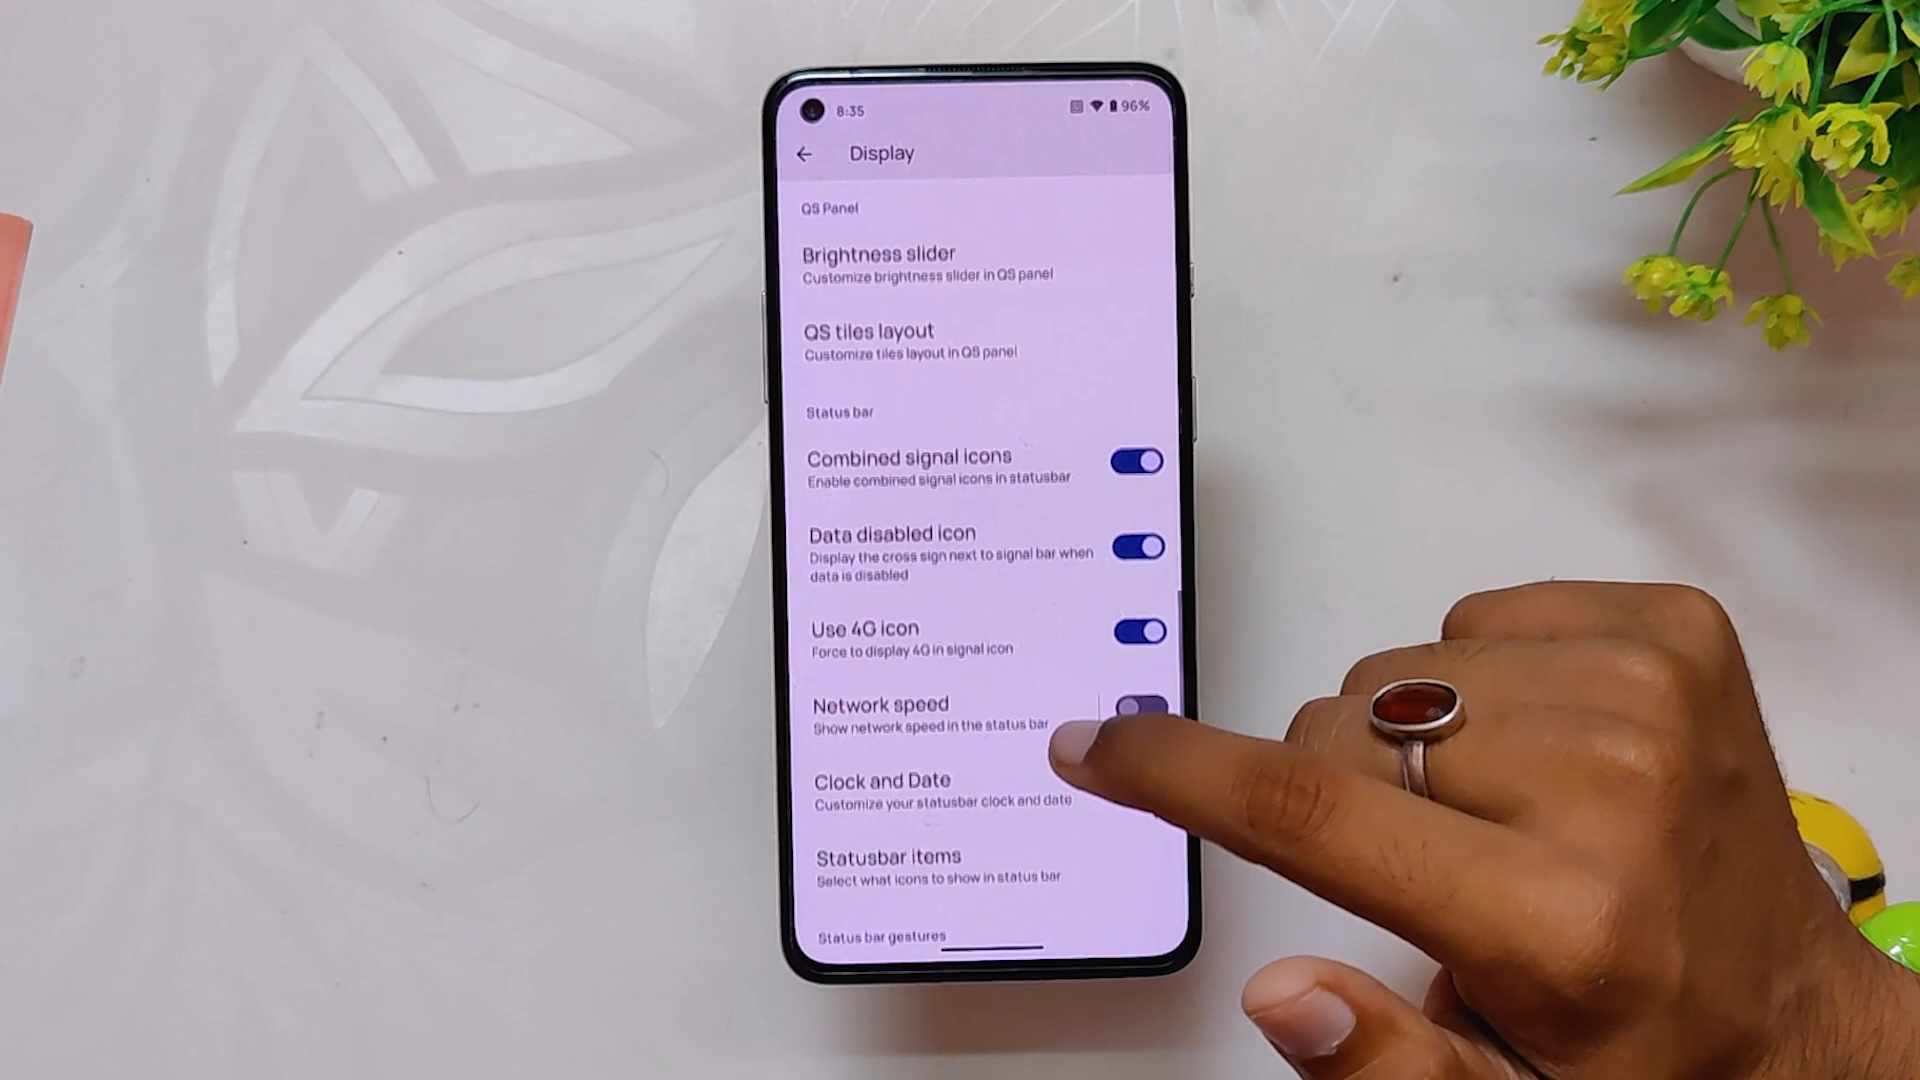 8:35
96%
Display
QS Panel
Brightness slider
Customize brightness slider in QS panel
QS tiles layout
Customize tiles layout in QS panel
Status bar
Combined signal icons
Enable combined signal icons in statusbar
Data disabled icon
Display the cross sign next to signal bar when
data is disabled
Use 4G icon
Force to display 4G in signal icon
Network speed
Show network speed in the status bar
Clock and Date
Customize your statusbar clock and date
Statusbar items
Select what icons to show in status bar
Status bar gestures